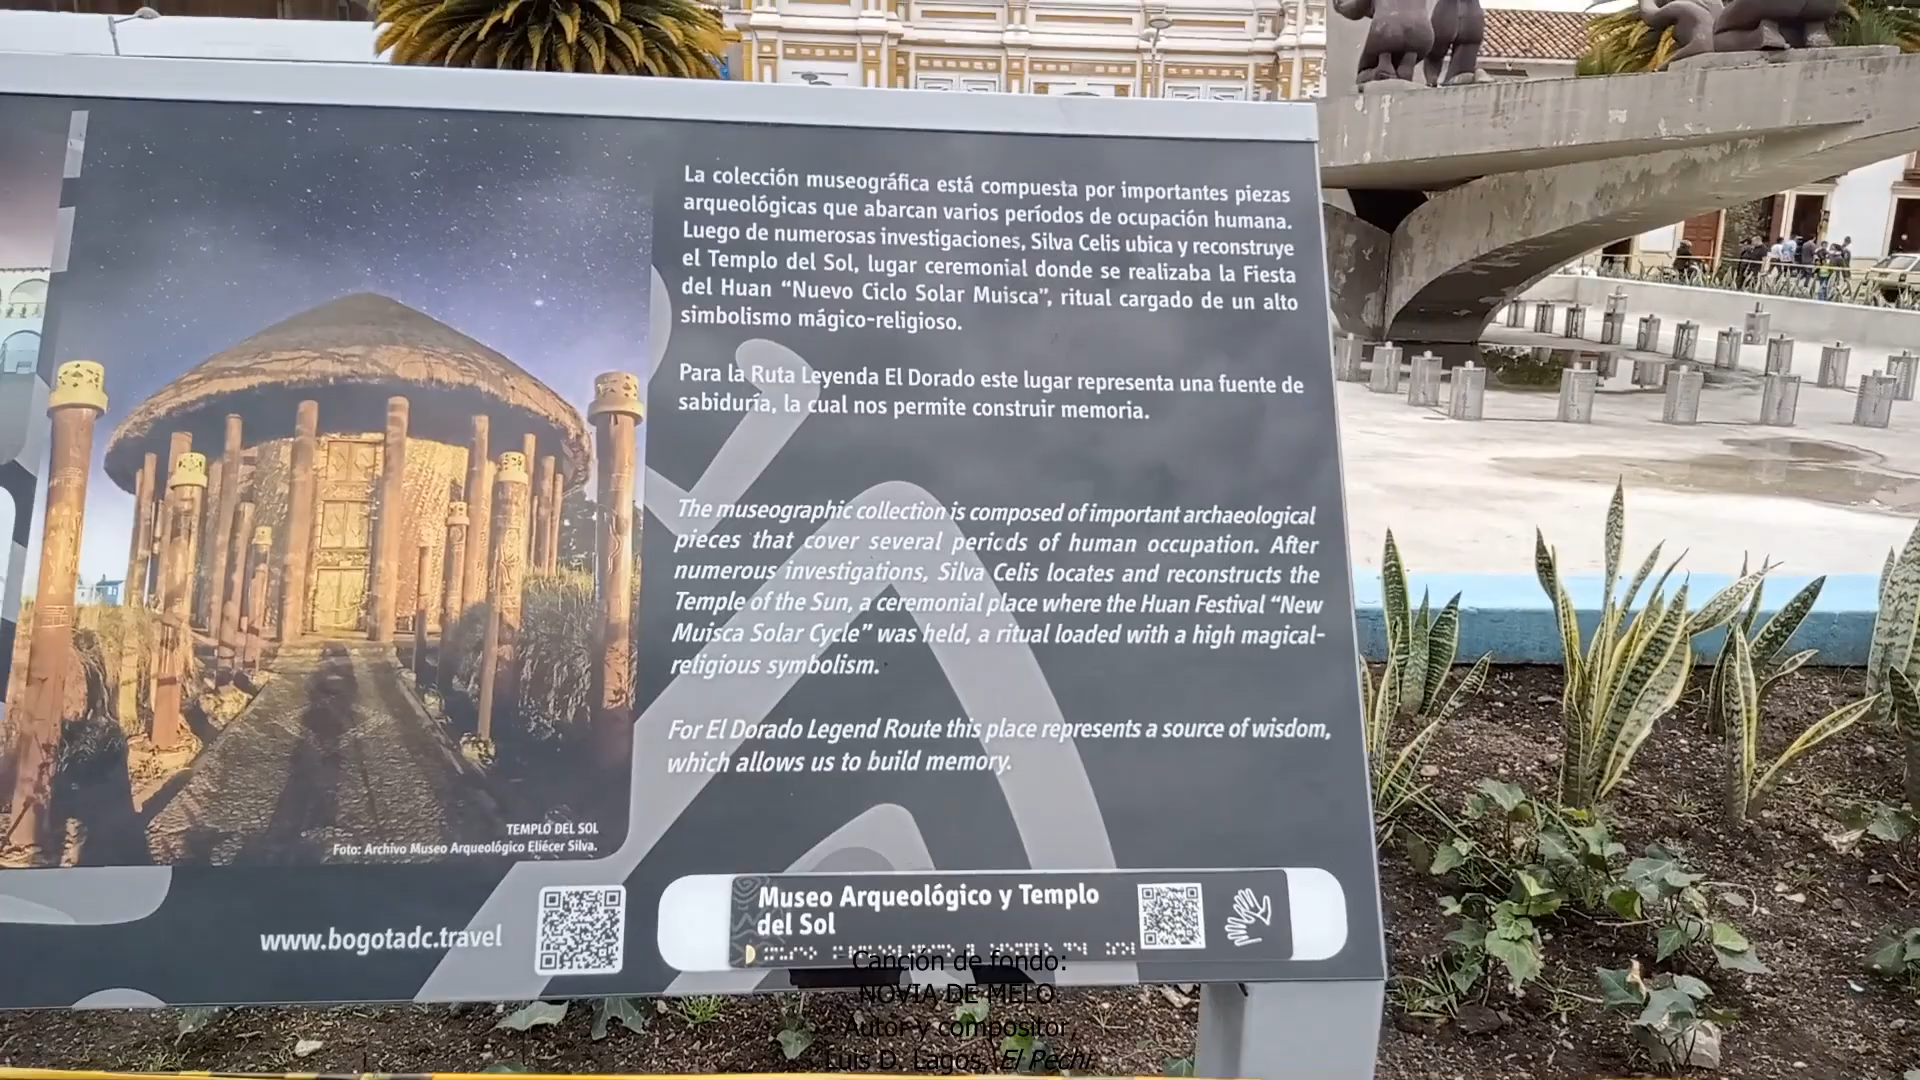 La colección museográfica está compuesta por importantes piezas
arqueológicas que abarcan varios períodos de ocupación humana.
Luego de numerosas investigaciones, Silva Celis ubica y reconstruye
el Templo del Sol, lugar ceremonial donde se realizaba la Fiesta
del Huan “Nuevo Ciclo Solar Muisca”, ritual cargado de un alto
simbolismo mágico-religioso.
Para la Ruta Leyenda El Dorado este lugar representa una fuente de
sabiduría, la cual nos permite construir memoria.
The museographic collection is composed of important archaeological
pieces that cover several periods of human occupation. After
numerous investigations, Silva Celis locates and reconstructs the
Temple of the Sun, a ceremonial place where the Huan Festival “New
Muisca Solar Cycle” was held, a ritual loaded with a high magical-
religious symbolism.
For El Dorado Legend Route this place represents a source of wisdom,
which allows us to build memory.
TEMPLO DEL SOL
Foto: Archivo Museo Arqueológico Eliécer Silva.
www.bogotadc.travel
Museo Arqueológico y Templo
del Sol
Canción de fondo:
NOVIA DE MELO.
Autor y compositor,
Luis D. Lagos, El Pechi.